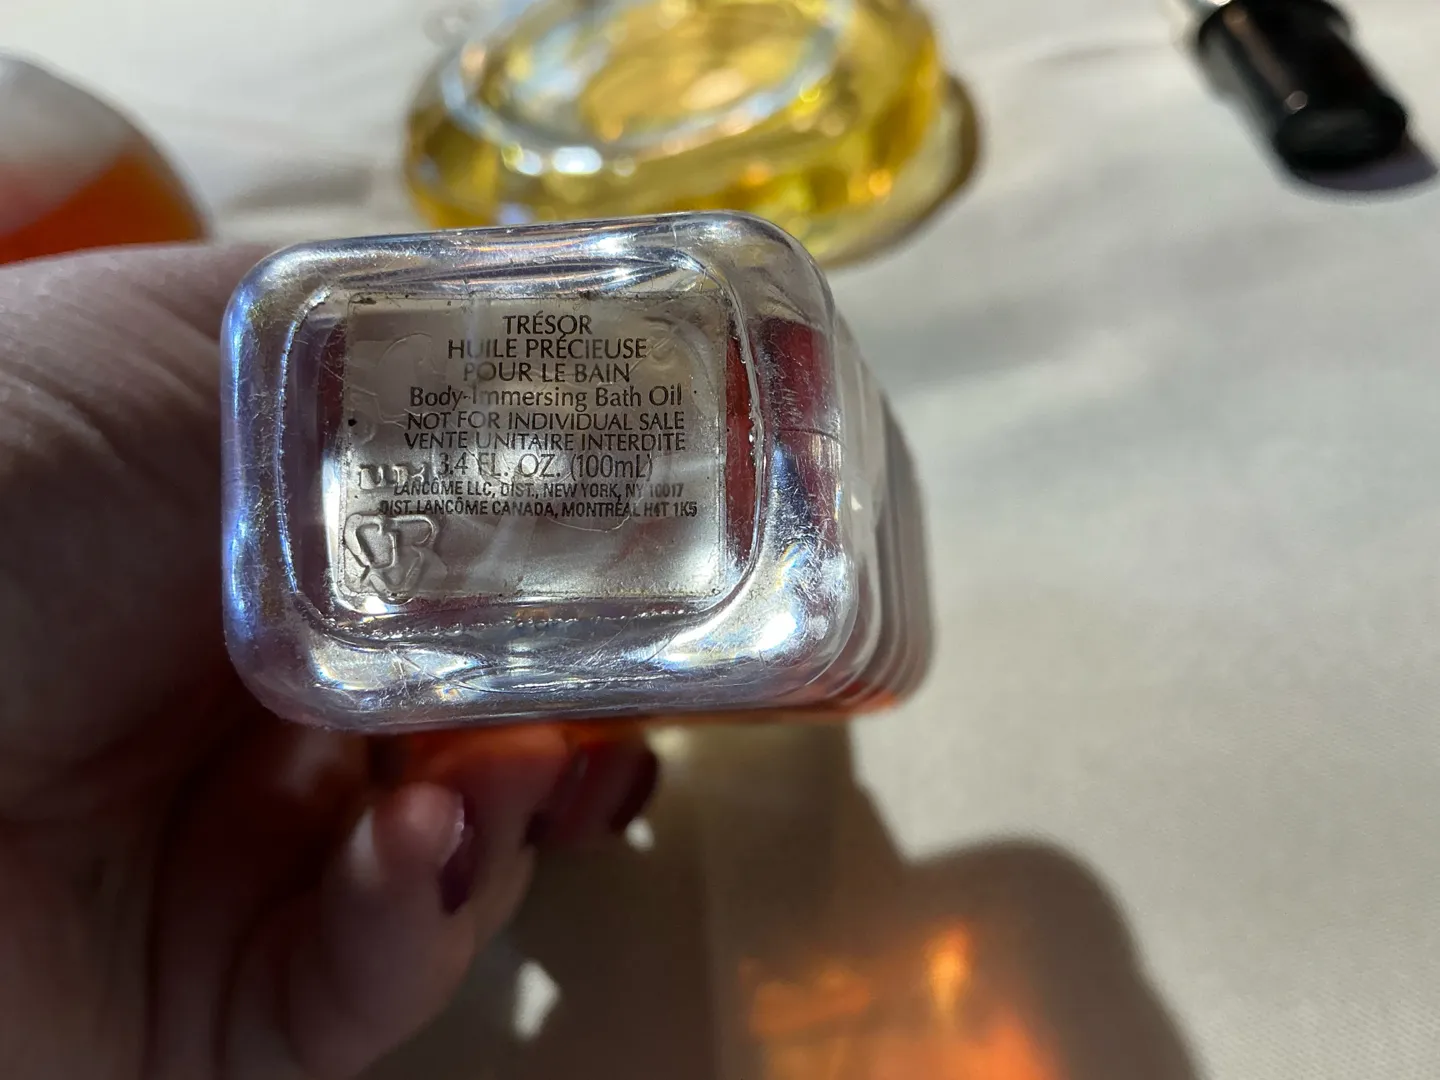 TRÉSOR
HUILE PRÉCIEUSE
POUR LE BAIN
Body-Immersing Bath Oil
NOT FOR INDIVIDUAL SALE
VENTE UNITAIRE INTERDITE
3.4 FL. OZ. (100mL)
LANCÔME LLC, DIST., NEW YORK, NY 10017
DIST. LANCÔME CANADA, MONTRÉAL H4T 1K5